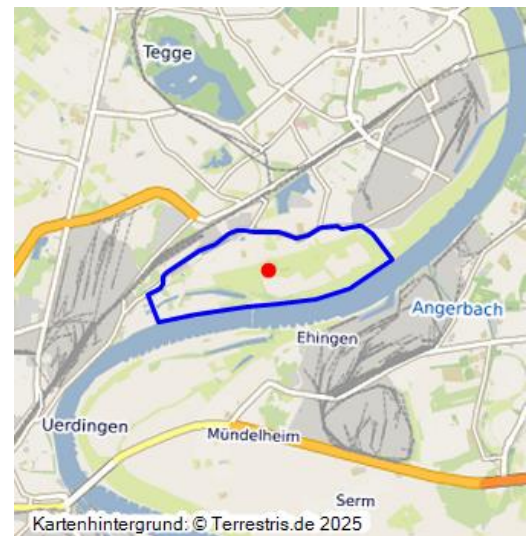 Tegge
Angerbach
Ehingen
Uerdingen
Mündelheim
Serm
Kartenhintergrund: © Terrestris.de 2025